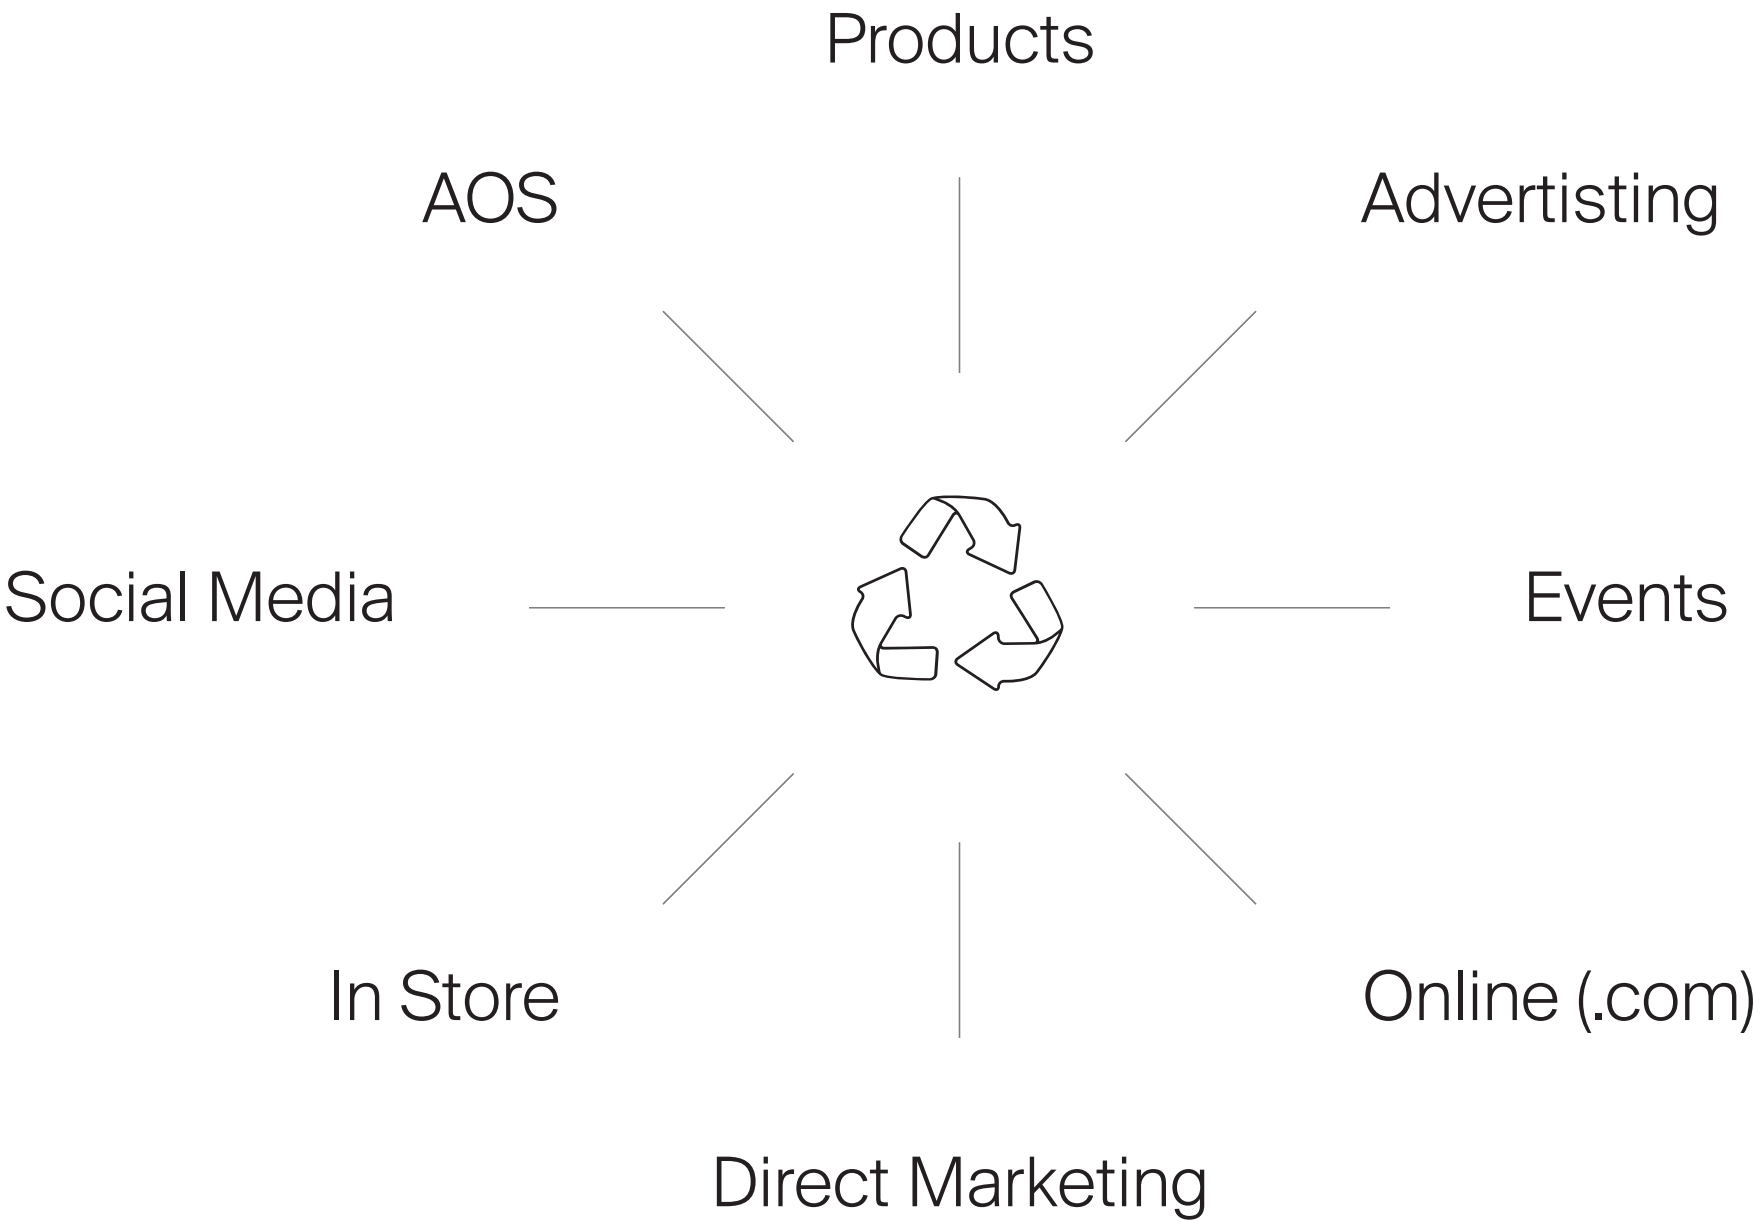 Products
AOS
Advertisting
Social Media
Events
In Store
Online (.com)
Direct Marketing